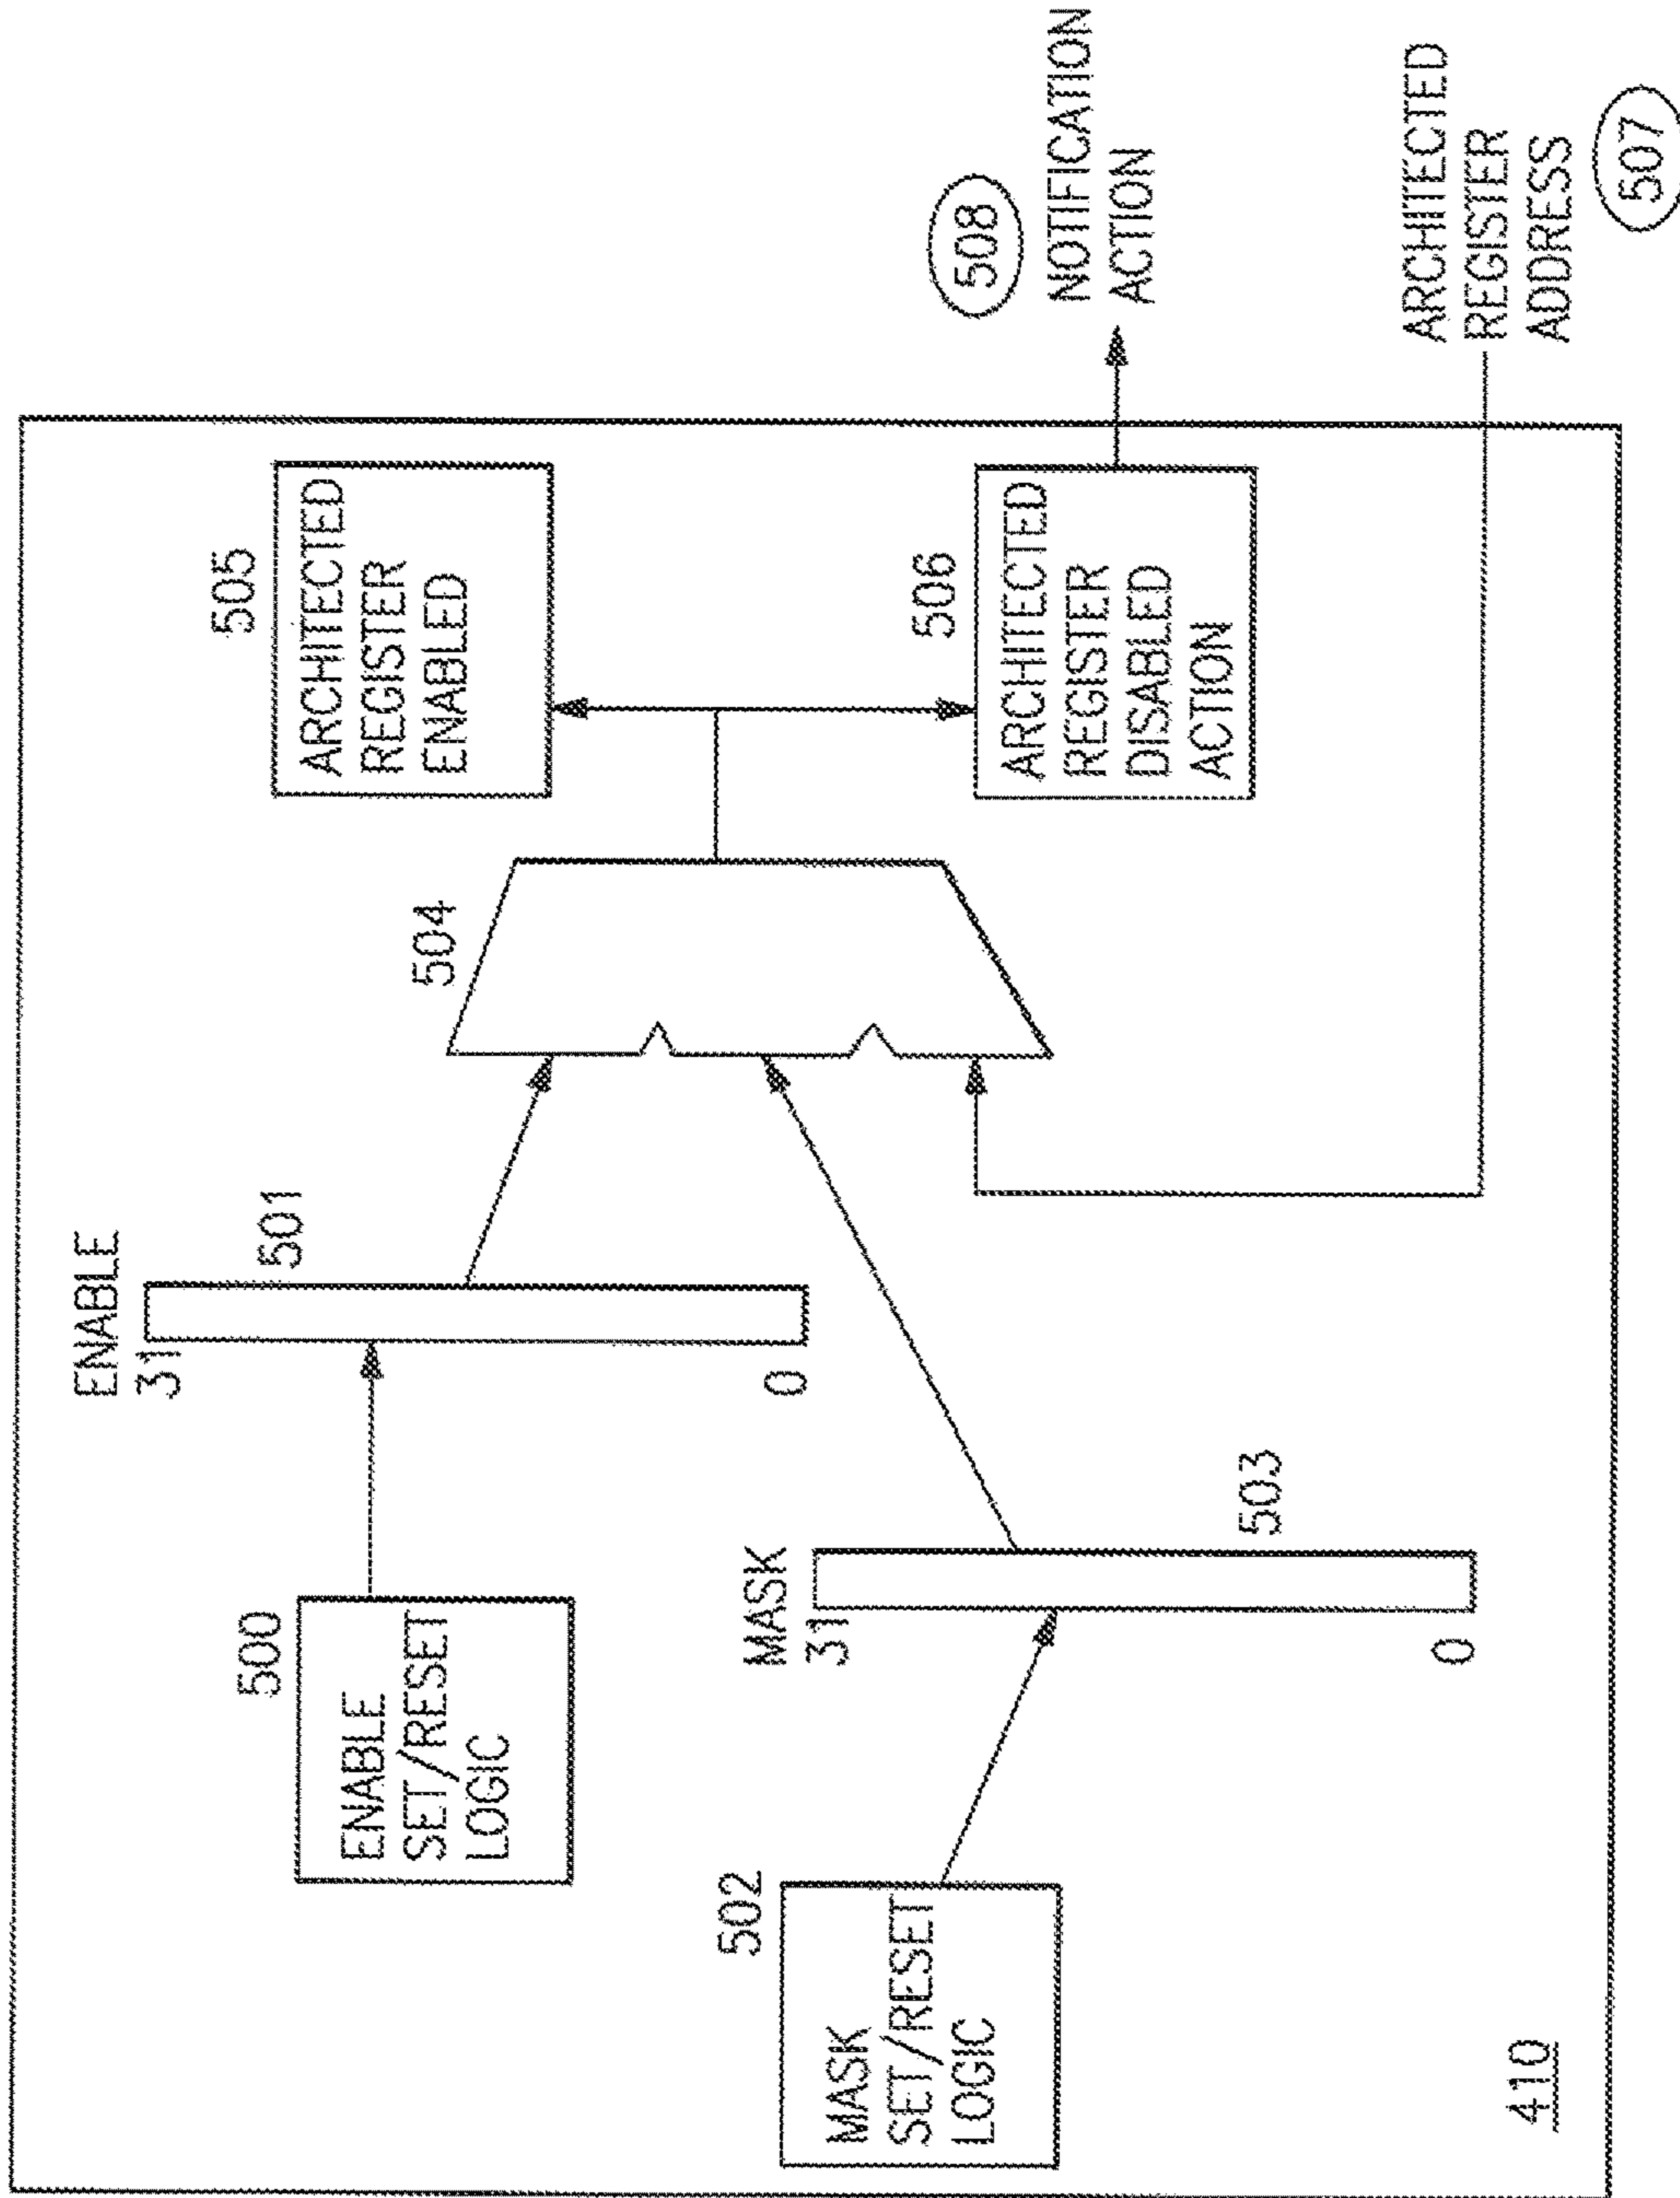 ENABLE
31
501
0
500
ENABLE
SET/RESET
LOGIC
502
MASK
SET/RESET
LOGIC
MASK
31
503
0
504
505
ARCHITECTED
REGISTER
ENABLED
506
ARCHITECTED
REGISTER
DISABLED
ACTION
508
NOTIFICATION
ACTION
ARCHITECTED
REGISTER
ADDRESS
507
410